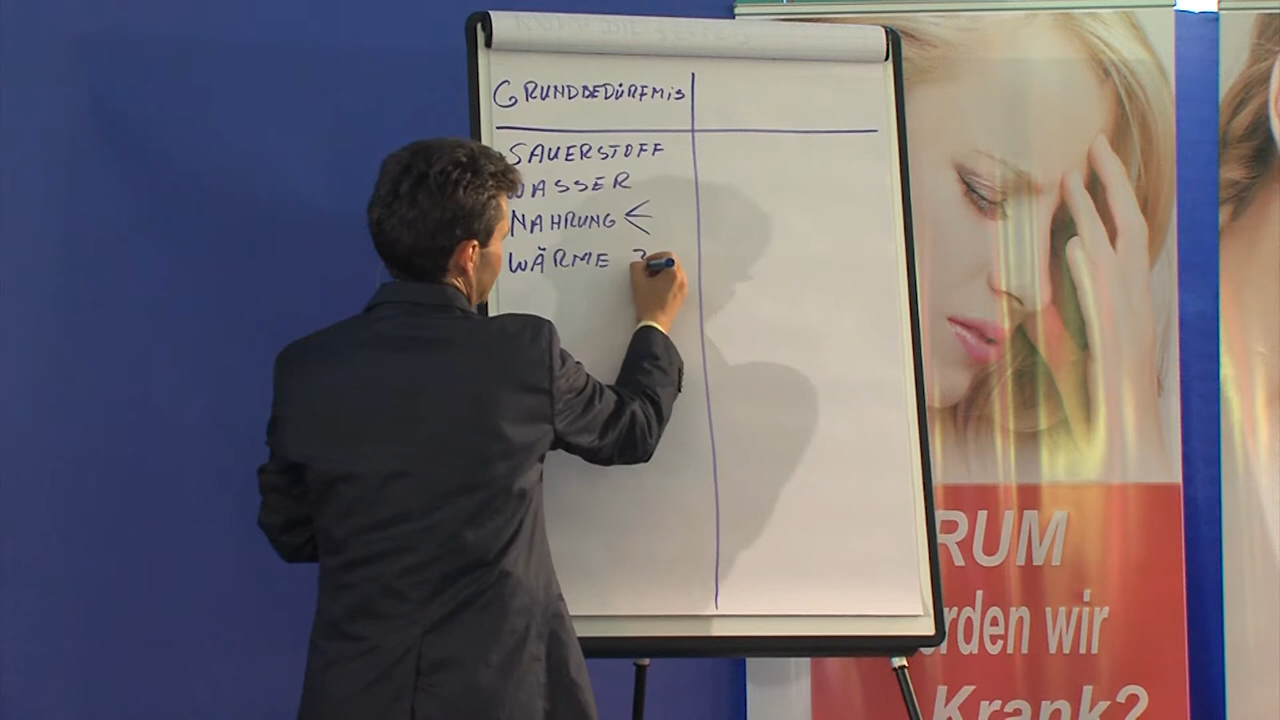 GRUNDBEDÜRFNIS
SAUERSTOFF
WASSER
NAHRUNG <
WÄRME
RUM
rden wir
Krank?